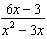 6x − 3
x² − 3x